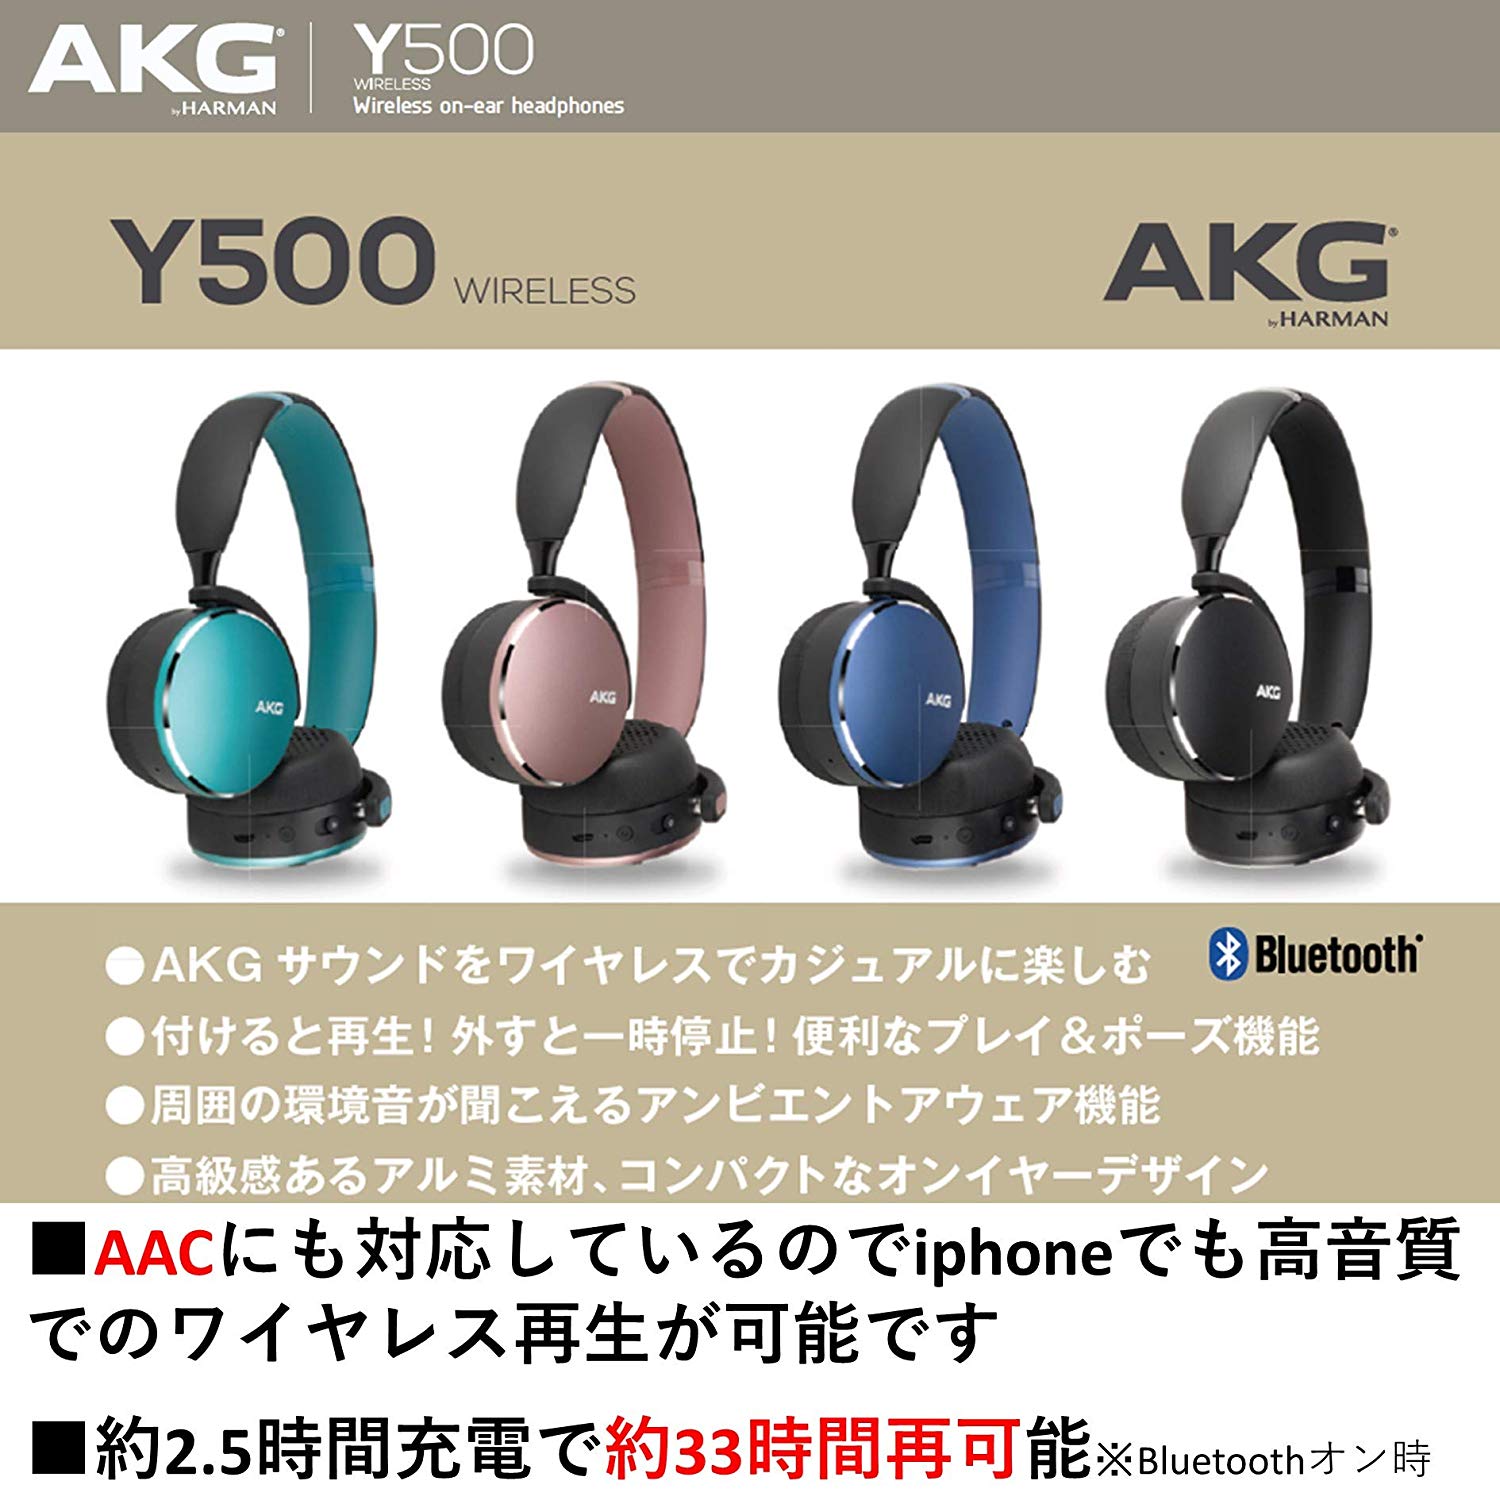 AKG®
by HARMAN
Y500
WIRELESS
Wireless on-ear headphones
Y500 WIRELESS
AKG®
by HARMAN
AKG
AKG
AKG
AKG
●AKG サウンドをワイヤレスでカジュアルに楽しむ
Bluetooth®
●付けると再生！外すと一時停止！便利なプレイ＆ポーズ機能
●周囲の環境音が聞こえるアンビエントアウェア機能
●高級感あるアルミ素材、コンパクトなオンイヤーデザイン
■AACにも対応しているのでiphoneでも高音質
でのワイヤレス再生が可能です
■約2.5時間充電で約33時間再可能※Bluetoothオン時